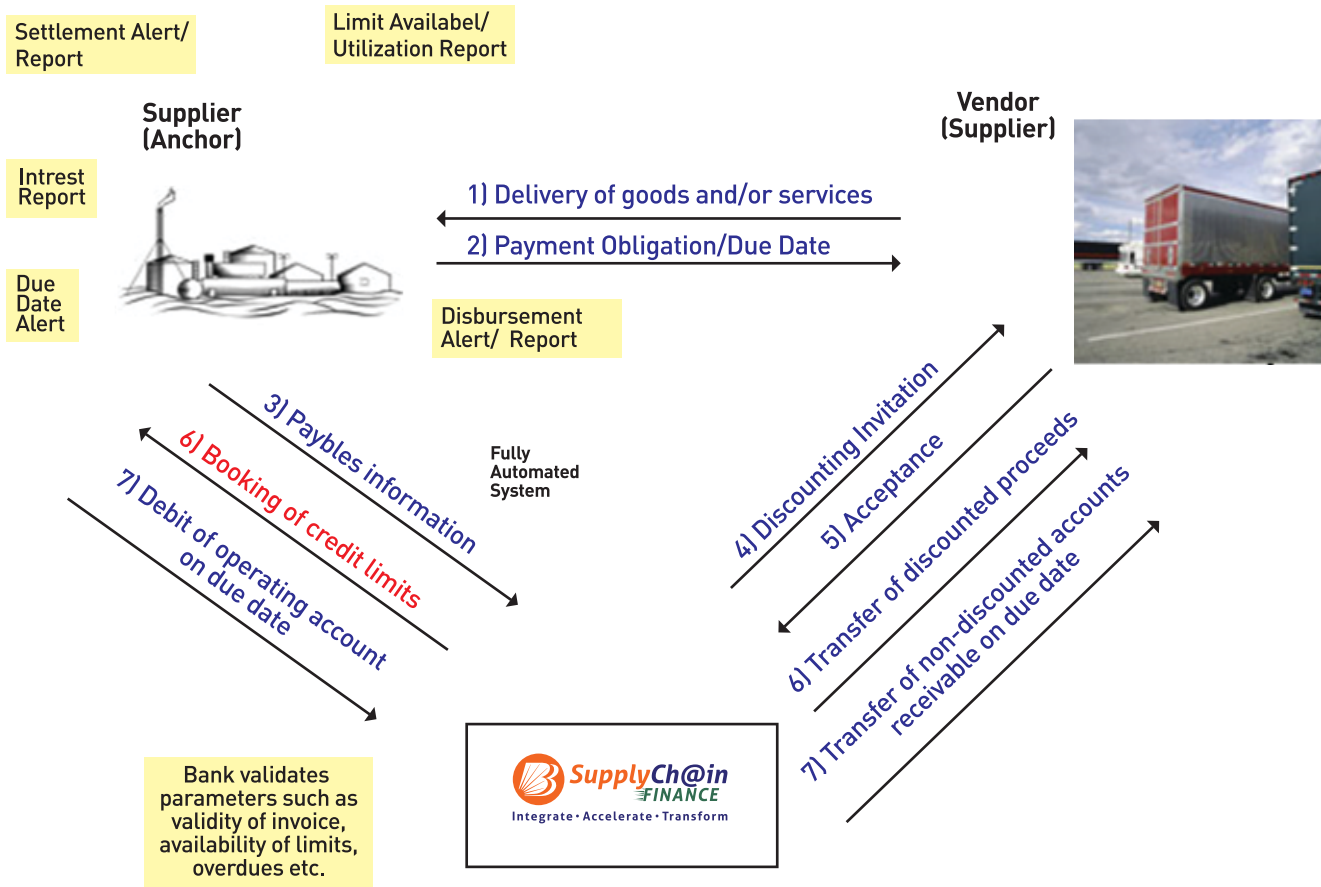 Settlement Alert/
Report
Limit Availabel/
Utilization Report
Supplier
(Anchor)
Vendor
(Supplier)
Intrest
Report
1) Delivery of goods and/or services
2) Payment Obligation/Due Date
Due
Date
Alert
Disbursement
Alert/ Report
3) Paybles information
6) Booking of credit limits
7) Debit of operating account
on due date
Fully
Automated
System
4) Discounting Invitation
5) Acceptance
6) Transfer of discounted proceeds
7) Transfer of non-discounted accounts
receivable on due date
Bank validates
parameters such as
validity of invoice,
availability of limits,
overdues etc.
SupplyCh@in
FINANCE
Integrate · Accelerate · Transform